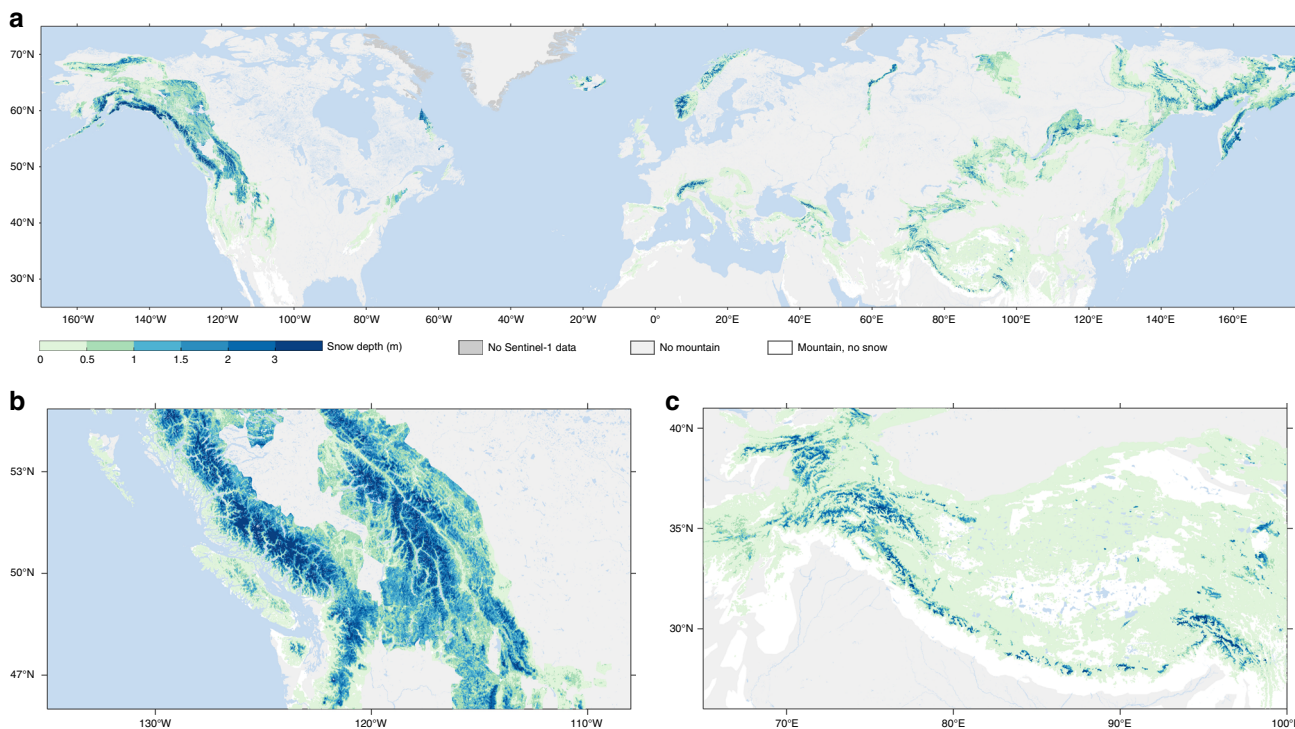 a
70°N
60°N
50°N
40°N
30°N
160°W 140°W 120°W 100°W 80°W 60°W 40°W 20°W 0° 20°E 40°E 60°E 80°E 100°E 120°E 140°E 160°E
Snow depth (m) No Sentinel-1 data No mountain Mountain, no snow
0 0.5 1 1.5 2 3
b
53°N
50°N
47°N
130°W 120°W 110°W
c
40°N
35°N
30°N
70°E 80°E 90°E 100°E